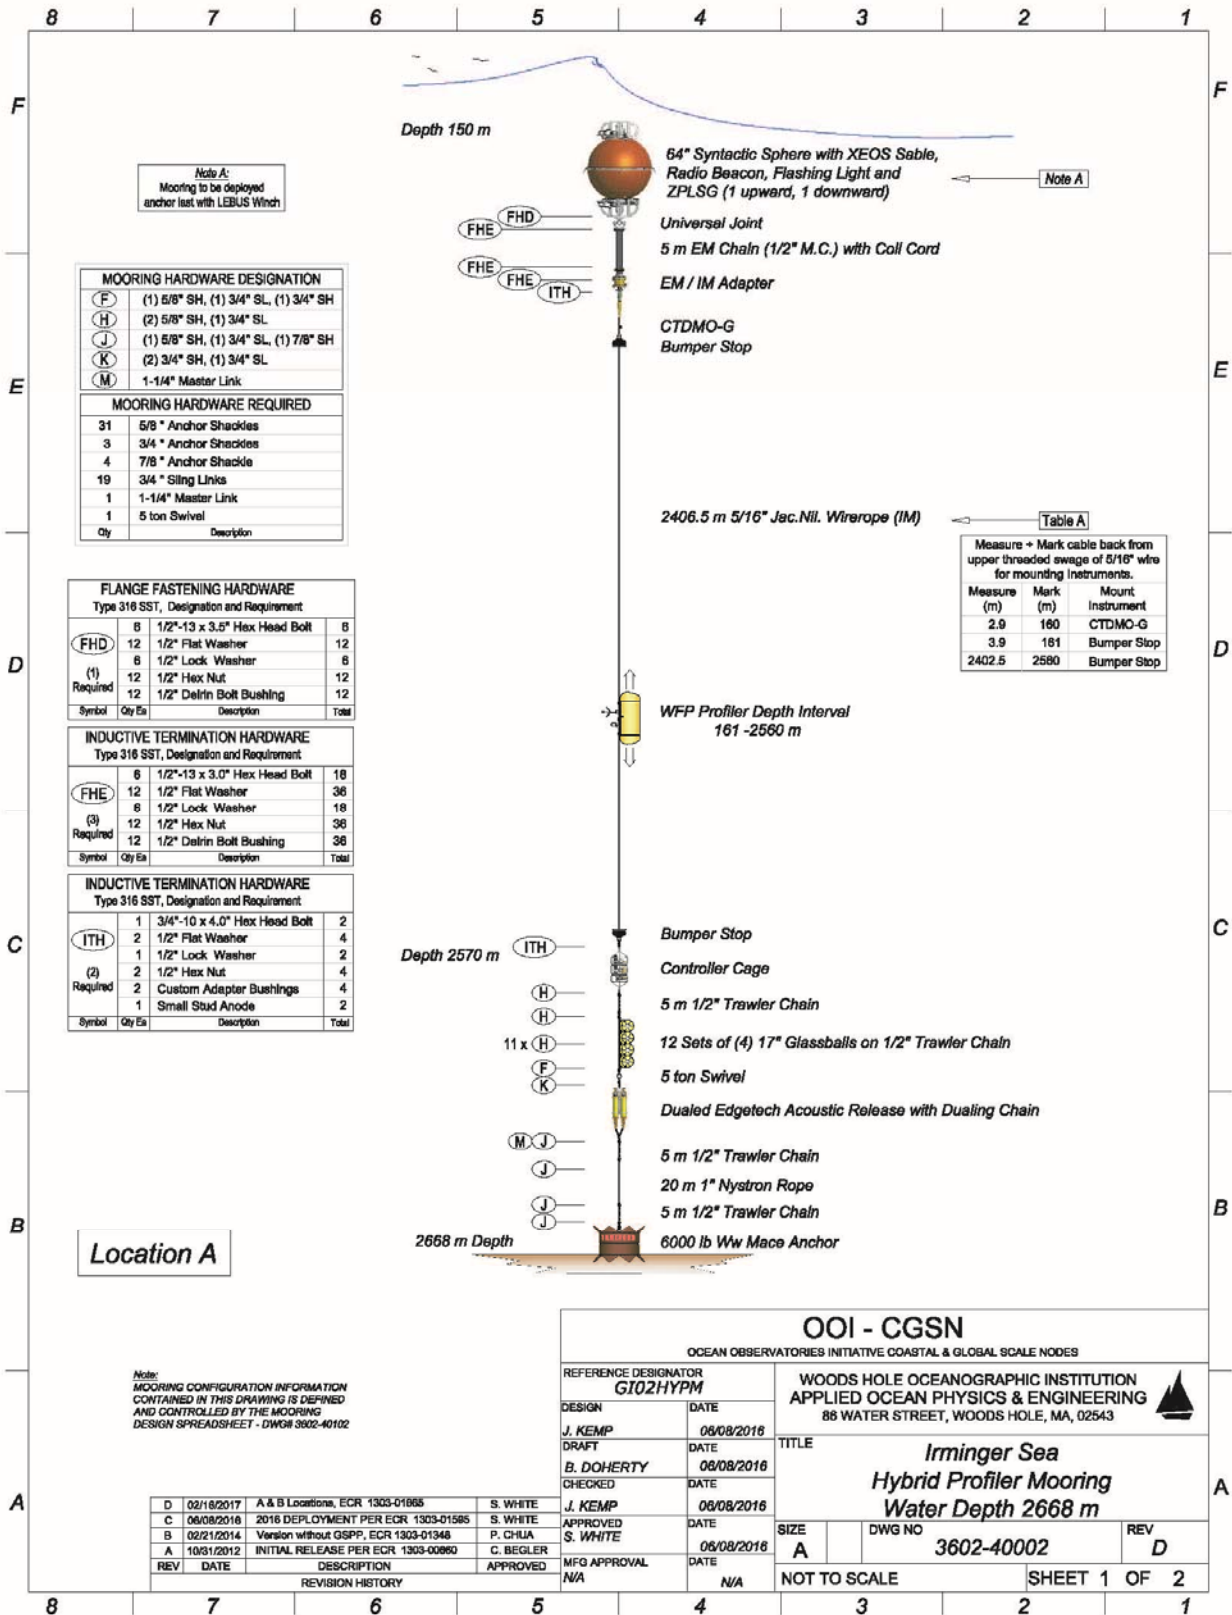 8 7 6 5 4 3 2 1
F
F
Depth 150 m
64" Syntactic Sphere with XEOS Sable,
Radio Beacon, Flashing Light and
ZPLSG (1 upward, 1 downward)
Note A
Note A:
Mooring to be deployed
anchor last with LEBUS Winch
FHD
FHE
Universal Joint
5 m EM Chain (1/2" M.C.) with Coil Cord
FHE
FHE
EM / IM Adapter
ITH
CTDMO-G
Bumper Stop
MOORING HARDWARE DESIGNATION
F (1) 5/8" SH, (1) 3/4" SL, (1) 3/4" SH
H (2) 5/8" SH, (1) 3/4" SL
J (1) 5/8" SH, (1) 3/4" SL, (1) 7/8" SH
K (2) 3/4" SH, (1) 3/4" SL
M 1-1/4" Master Link
E
E
MOORING HARDWARE REQUIRED
31 5/8 " Anchor Shackles
3 3/4 " Anchor Shackles
4 7/8 " Anchor Shackle
19 3/4 " Sling Links
1 1-1/4" Master Link
1 5 ton Swivel
Qty Description
2406.5 m 5/16" Jac.Nil. Wirerope (IM)
Table A
Measure + Mark cable back from
upper threaded swage of 5/16" wire
for mounting instruments.
Measure (m) Mark (m) Mount Instrument
2.9 160 CTDMO-G
3.9 161 Bumper Stop
2402.5 2560 Bumper Stop
FLANGE FASTENING HARDWARE
Type 316 SST, Designation and Requirement
FHD
(1)
Required
6 1/2"-13 x 3.5" Hex Head Bolt 6
12 1/2" Flat Washer 12
6 1/2" Lock Washer 6
12 1/2" Hex Nut 12
12 1/2" Delrin Bolt Bushing 12
Symbol Qty Ea Description Total
D
D
WFP Profiler Depth Interval
161 -2560 m
INDUCTIVE TERMINATION HARDWARE
Type 316 SST, Designation and Requirement
FHE
(3)
Required
6 1/2"-13 x 3.0" Hex Head Bolt 18
12 1/2" Flat Washer 36
6 1/2" Lock Washer 18
12 1/2" Hex Nut 36
12 1/2" Delrin Bolt Bushing 36
Symbol Qty Ea Description Total
INDUCTIVE TERMINATION HARDWARE
Type 316 SST, Designation and Requirement
ITH
(2)
Required
1 3/4"-10 x 4.0" Hex Head Bolt 2
2 1/2" Flat Washer 4
1 1/2" Lock Washer 2
2 1/2" Hex Nut 4
2 Custom Adapter Bushings 4
1 Small Stud Anode 2
Symbol Qty Ea Description Total
C
C
Bumper Stop
Depth 2570 m
ITH
Controller Cage
H
5 m 1/2" Trawler Chain
H
11 x H
12 Sets of (4) 17" Glassballs on 1/2" Trawler Chain
F
5 ton Swivel
K
Dualed Edgetech Acoustic Release with Dualing Chain
M J
5 m 1/2" Trawler Chain
J
20 m 1" Nystron Rope
J
5 m 1/2" Trawler Chain
J
B
B
2668 m Depth
6000 lb Ww Mace Anchor
Location A
OOI - CGSN
OCEAN OBSERVATORIES INITIATIVE COASTAL & GLOBAL SCALE NODES
REFERENCE DESIGNATOR
GI02HYPM
WOODS HOLE OCEANOGRAPHIC INSTITUTION
APPLIED OCEAN PHYSICS & ENGINEERING
86 WATER STREET, WOODS HOLE, MA, 02543
Note:
MOORING CONFIGURATION INFORMATION
CONTAINED IN THIS DRAWING IS DEFINED
AND CONTROLLED BY THE MOORING
DESIGN SPREADSHEET - DWG# 3602-40102
DESIGN DATE
J. KEMP 06/08/2016
DRAFT DATE
B. DOHERTY 06/08/2016
CHECKED DATE
J. KEMP 06/08/2016
APPROVED DATE
S. WHITE 06/08/2016
MFG APPROVAL DATE
N/A N/A
TITLE
Irminger Sea
Hybrid Profiler Mooring
Water Depth 2668 m
A
A
SIZE
A
DWG NO
3602-40002
REV
D
NOT TO SCALE SHEET 1 OF 2
D 02/16/2017 A & B Locations, ECR 1303-01665 S. WHITE
C 06/08/2016 2016 DEPLOYMENT PER ECR 1303-01595 S. WHITE
B 02/21/2014 Version without GSPP, ECR 1303-01348 P. CHUA
A 10/31/2012 INITIAL RELEASE PER ECR 1303-00860 C. BEGLER
REV DATE DESCRIPTION APPROVED
REVISION HISTORY
8 7 6 5 4 3 2 1